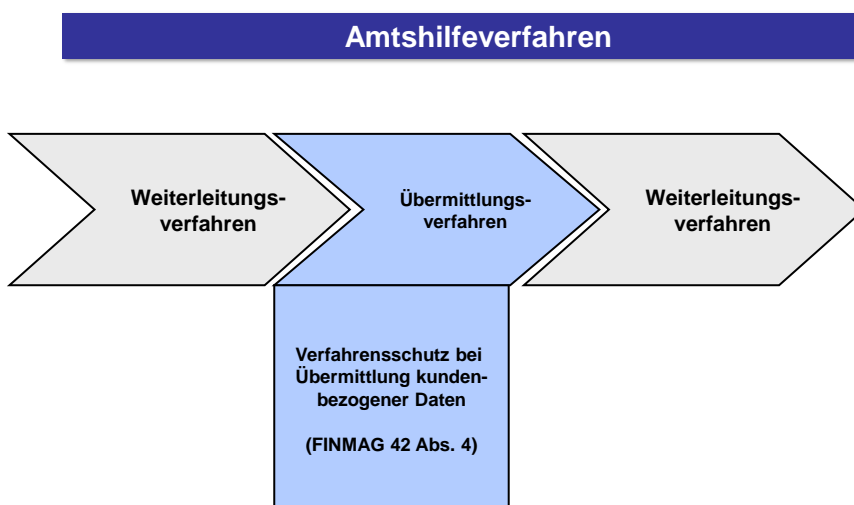 Amtshilfeverfahren
Weiterleitungs-
verfahren
Übermittlungs-
verfahren
Weiterleitungs-
verfahren
Verfahrensschutz bei
Übermittlung kunden-
bezogener Daten
(FINMAG 42 Abs. 4)